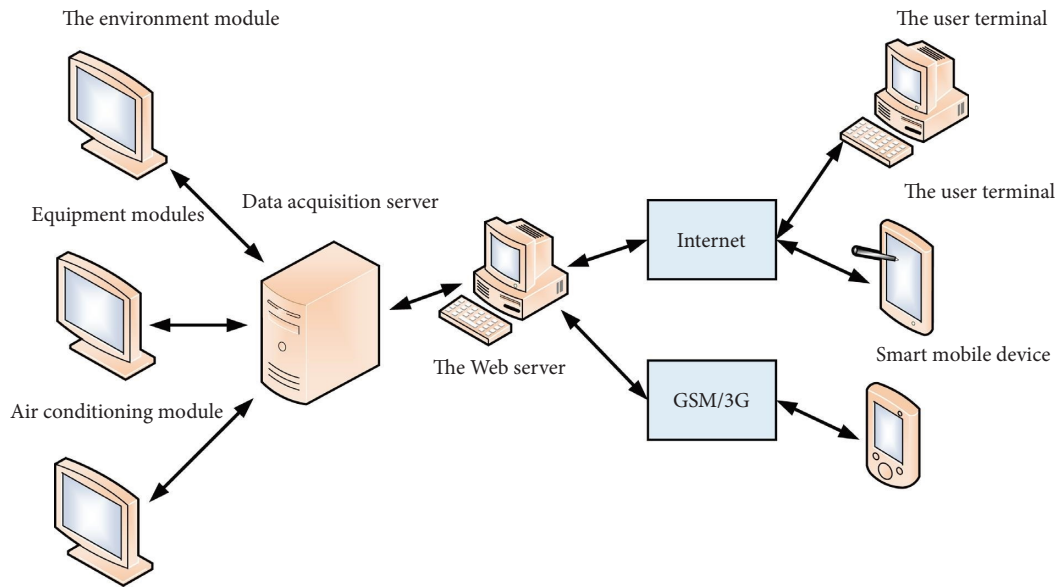 The environment module
The user terminal
Equipment modules
Data acquisition server
The user terminal
Internet
The Web server
Smart mobile device
Air conditioning module
GSM/3G